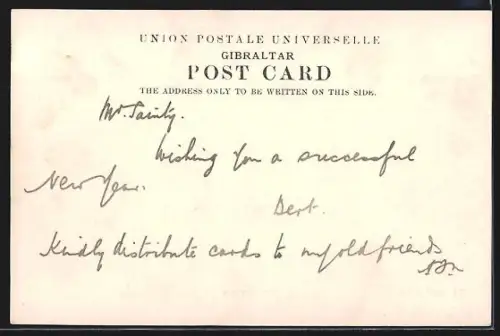 UNION POSTALE UNIVERSELLE
GIBRALTAR
POST CARD
THE ADDRESS ONLY TO BE WRITTEN ON THIS SIDE.
Mr. Sainty.
Wishing you a successful
New Year.
Bert.
Kindly distribute cards to my old friends